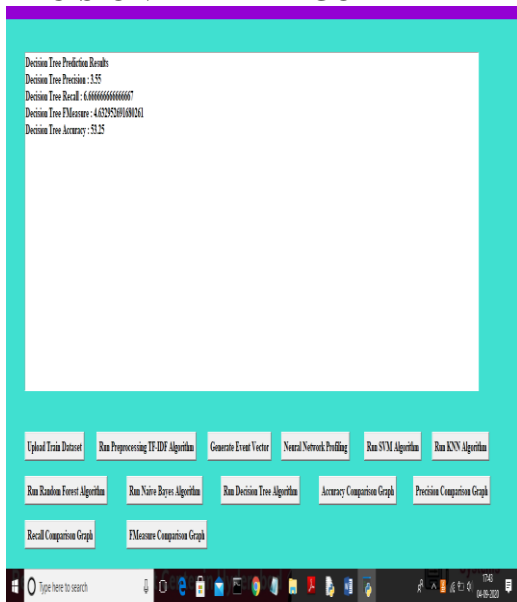 Decision Tree Prediction Results
Decision Tree Precision : 3.55
Decision Tree Recall : 6.666666666666667
Decision Tree FMeasure : 4.632952691680261
Decision Tree Accuracy : 53.25
Upload Train Dataset Run Preprocessing TF-IDF Algorithm Generate Event Vector Neural Network Profiling Run SVM Algorithm Run KNN Algorithm
Run Random Forest Algorithm Run Naive Bayes Algorithm Run Decision Tree Algorithm Accuracy Comparison Graph Precision Comparison Graph
Recall Comparison Graph FMeasure Comparison Graph
Type here to search
17:43
04-09-2020